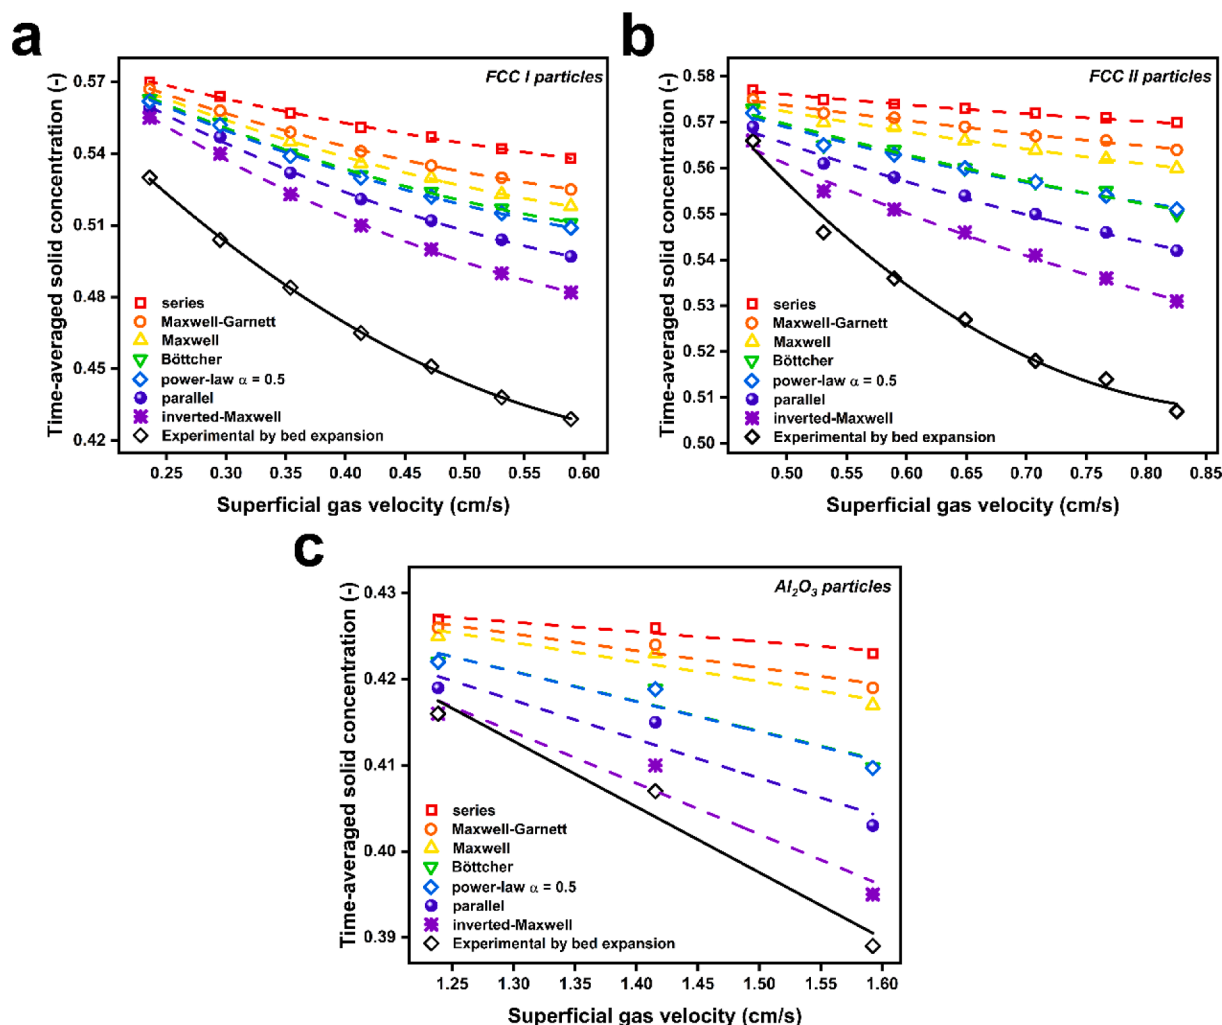 a
FCC I particles
Time-averaged solid concentration (-)
0.57
0.54
0.51
0.48
0.45
0.42
series
Maxwell-Garnett
Maxwell
Böttcher
power-law α = 0.5
parallel
inverted-Maxwell
Experimental by bed expansion
0.25 0.30 0.35 0.40 0.45 0.50 0.55 0.60
Superficial gas velocity (cm/s)
b
FCC II particles
Time-averaged solid concentration (-)
0.58
0.57
0.56
0.55
0.54
0.53
0.52
0.51
0.50
series
Maxwell-Garnett
Maxwell
Böttcher
power-law α = 0.5
parallel
inverted-Maxwell
Experimental by bed expansion
0.50 0.55 0.60 0.65 0.70 0.75 0.80 0.85
Superficial gas velocity (cm/s)
c
Al₂O₃ particles
Time-averaged solid concentration (-)
0.43
0.42
0.41
0.40
0.39
series
Maxwell-Garnett
Maxwell
Böttcher
power-law α = 0.5
parallel
inverted-Maxwell
Experimental by bed expansion
1.25 1.30 1.35 1.40 1.45 1.50 1.55 1.60
Superficial gas velocity (cm/s)